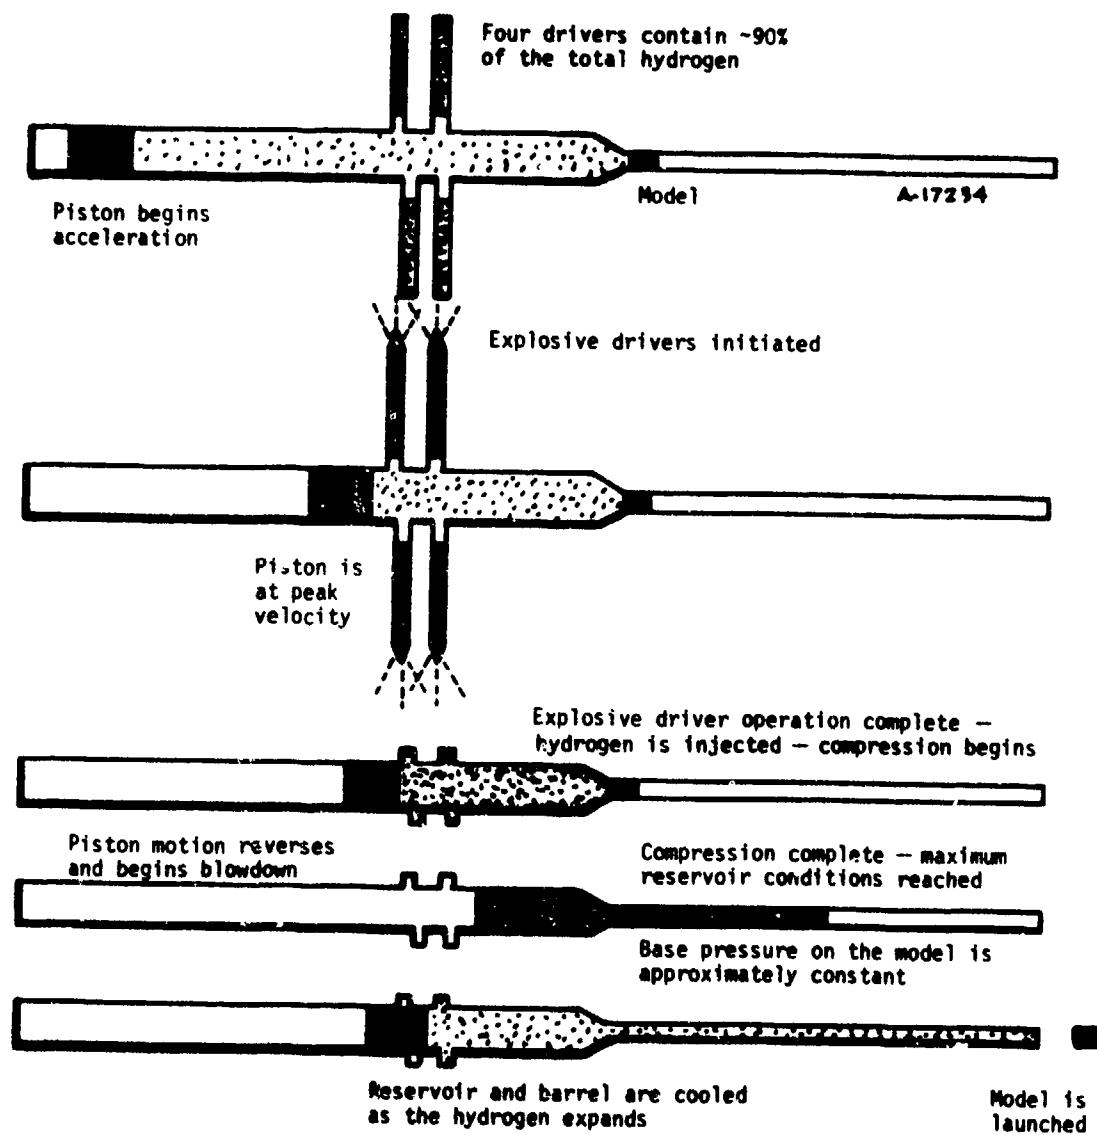 Four drivers contain ~90%
of the total hydrogen
Model
A-17234
Piston begins
acceleration
Explosive drivers initiated
Piston is
at peak
velocity
Explosive driver operation complete —
hydrogen is injected — compression begins
Piston motion reverses
and begins blowdown
Compression complete — maximum
reservoir conditions reached
Base pressure on the model is
approximately constant
Reservoir and barrel are cooled
as the hydrogen expands
Model is
launched